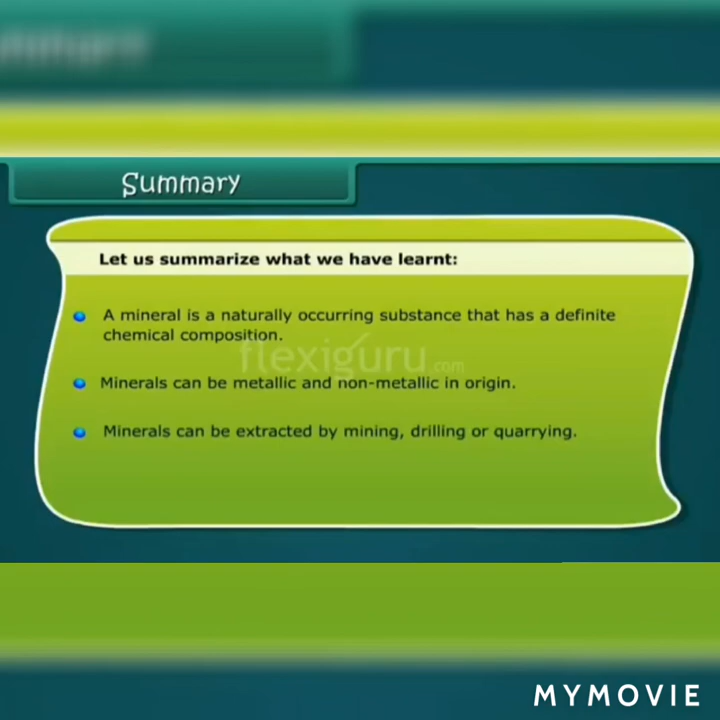 Summary
Let us summarize what we have learnt:
A mineral is a naturally occurring substance that has a definite
chemical composition.
flexiguru.com
Minerals can be metallic and non-metallic in origin.
Minerals can be extracted by mining, drilling or quarrying.
MYMOVIE